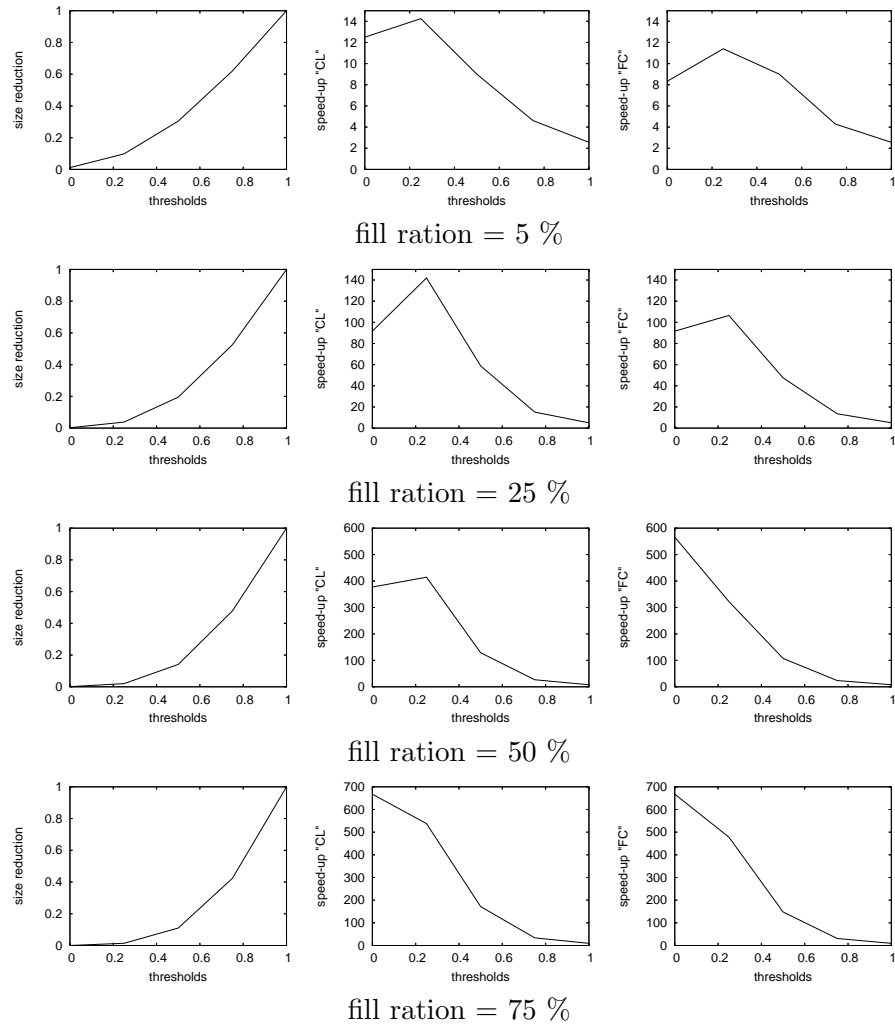 1
0.8
0.6
0.4
0.2
0
0 0.2 0.4 0.6 0.8 1
size reduction
thresholds
14
12
10
8
6
4
2
0
0 0.2 0.4 0.6 0.8 1
speed-up "CL"
thresholds
14
12
10
8
6
4
2
0
0 0.2 0.4 0.6 0.8 1
speed-up "FC"
thresholds
fill ration = 5 %
1
0.8
0.6
0.4
0.2
0
0 0.2 0.4 0.6 0.8 1
size reduction
thresholds
140
120
100
80
60
40
20
0
0 0.2 0.4 0.6 0.8 1
speed-up "CL"
thresholds
140
120
100
80
60
40
20
0
0 0.2 0.4 0.6 0.8 1
speed-up "FC"
thresholds
fill ration = 25 %
1
0.8
0.6
0.4
0.2
0
0 0.2 0.4 0.6 0.8 1
size reduction
thresholds
600
500
400
300
200
100
0
0 0.2 0.4 0.6 0.8 1
speed-up "CL"
thresholds
600
500
400
300
200
100
0
0 0.2 0.4 0.6 0.8 1
speed-up "FC"
thresholds
fill ration = 50 %
1
0.8
0.6
0.4
0.2
0
0 0.2 0.4 0.6 0.8 1
size reduction
thresholds
700
600
500
400
300
200
100
0
0 0.2 0.4 0.6 0.8 1
speed-up "CL"
thresholds
700
600
500
400
300
200
100
0
0 0.2 0.4 0.6 0.8 1
speed-up "FC"
thresholds
fill ration = 75 %